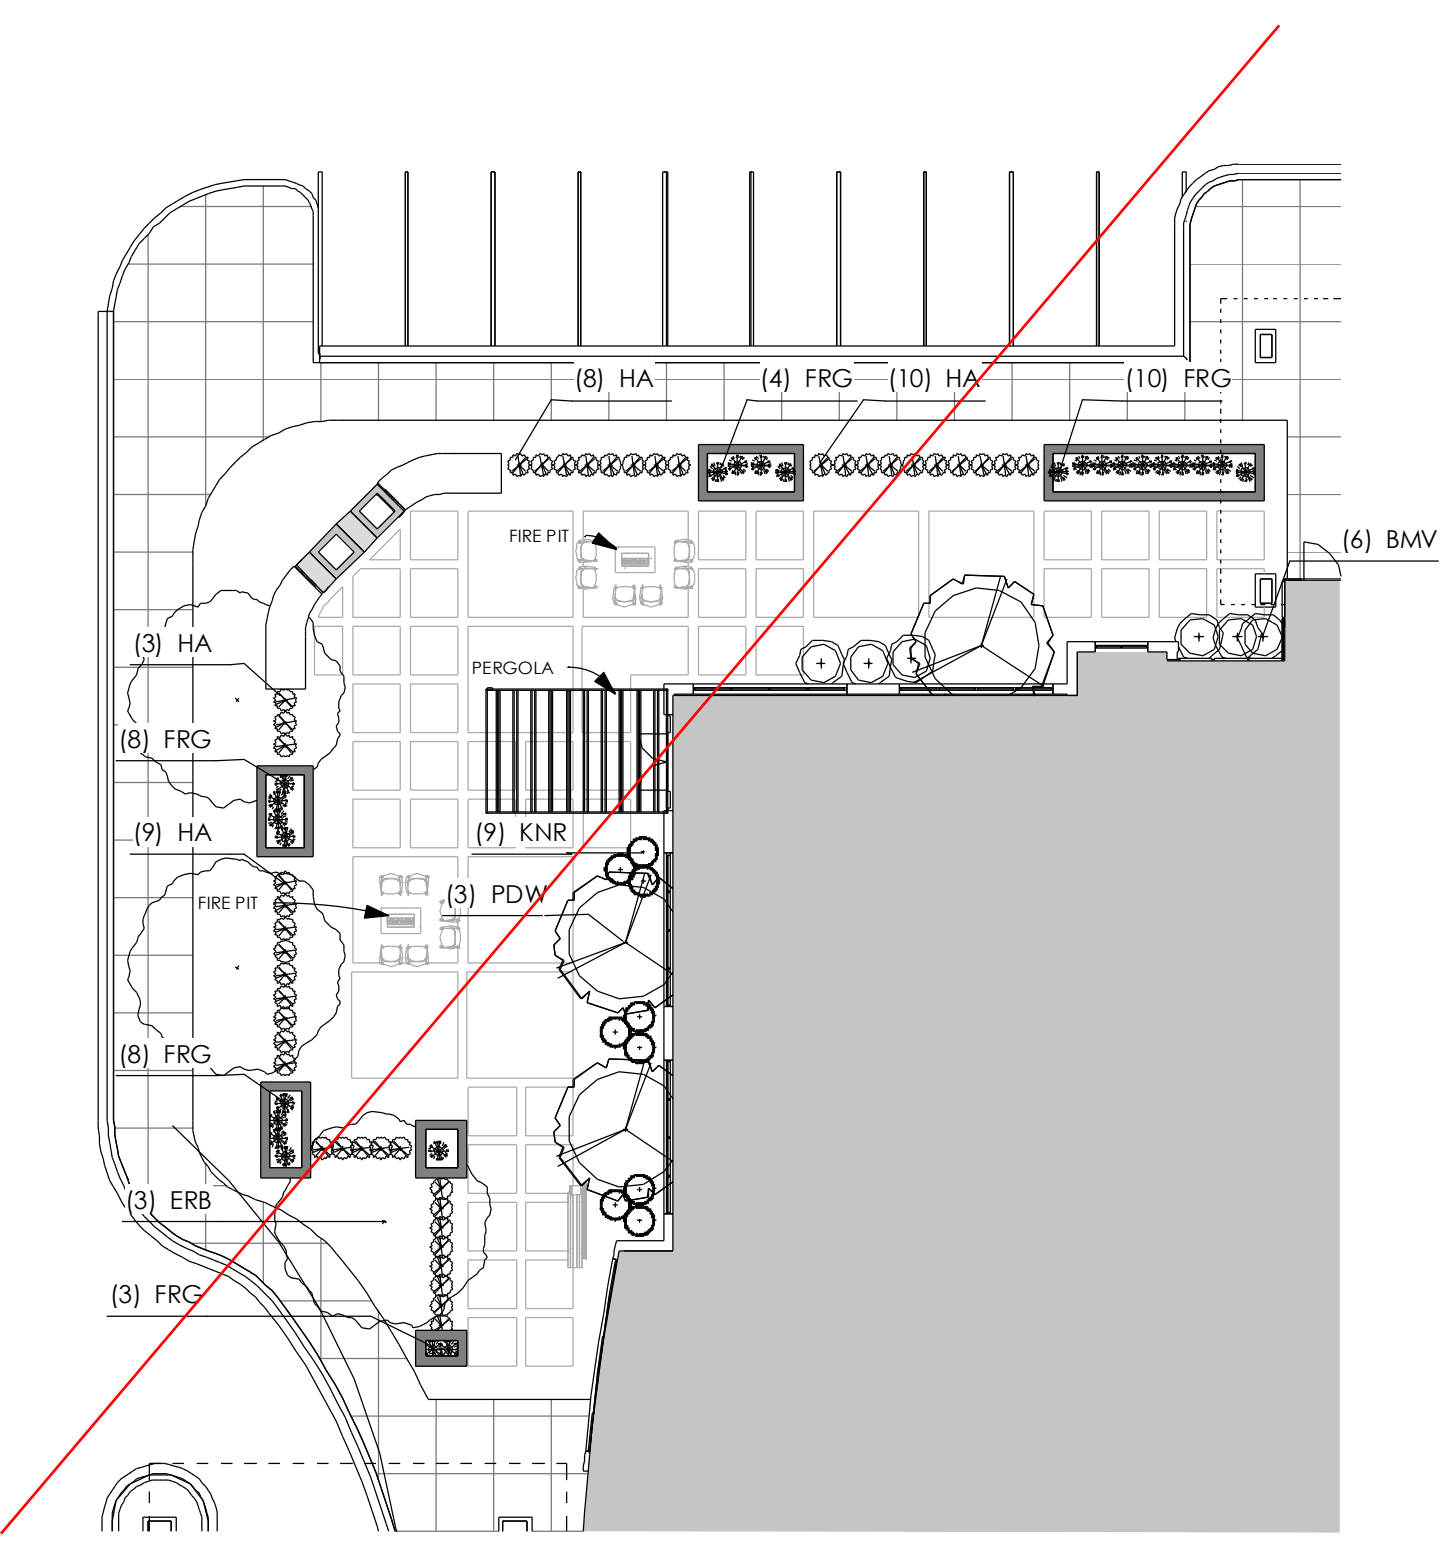 (8) HA
(4) FRG
(10) HA
(10) FRG
FIRE PIT
(6) BMV
(3) HA
PERGOLA
(8) FRG
(9) HA
(9) KNR
(3) PDW
FIRE PIT
(8) FRG
(3) ERB
(3) FRG